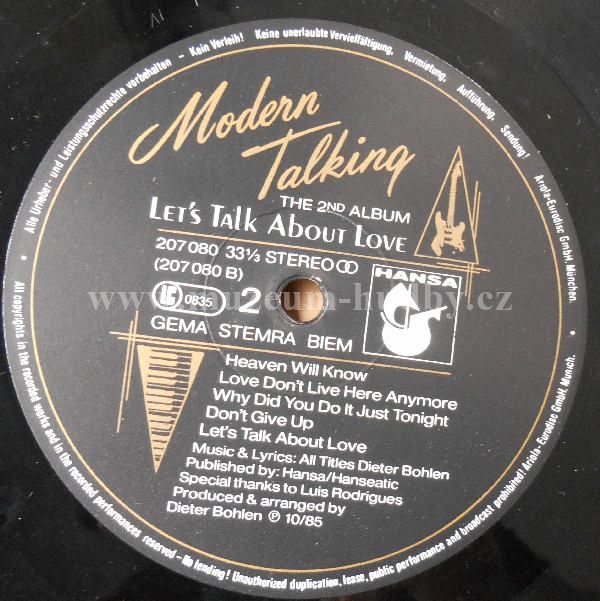 Alle Urheber- und Leistungsschutzrechte vorbehalten - Kein Verleih! Keine unerlaubte Vervielfältigung, Vermietung, Aufführung, Sendung! Ariola-Eurodisc GmbH, München.
Modern
Talking
THE 2ND ALBUM
LET'S TALK ABOUT LOVE
207 080 33⅓ STEREO
(207 080 B)
LC 0835 2
HANSA
GEMA STEMRA BIEM
www.muzeum-hudby.cz
Heaven Will Know
Love Don't Live Here Anymore
Why Did You Do It Just Tonight
Don't Give Up
Let's Talk About Love
Music & Lyrics: All Titles Dieter Bohlen
Published by: Hansa/Hanseatic
Special thanks to Luis Rodrigues
Produced & arranged by
Dieter Bohlen ℗ 10/85
All copyrights in the recorded works and in the recorded performances reserved - No lending! Unauthorized duplication, lease, public performance and broadcast prohibited! Ariola-Eurodisc GmbH, Munich.